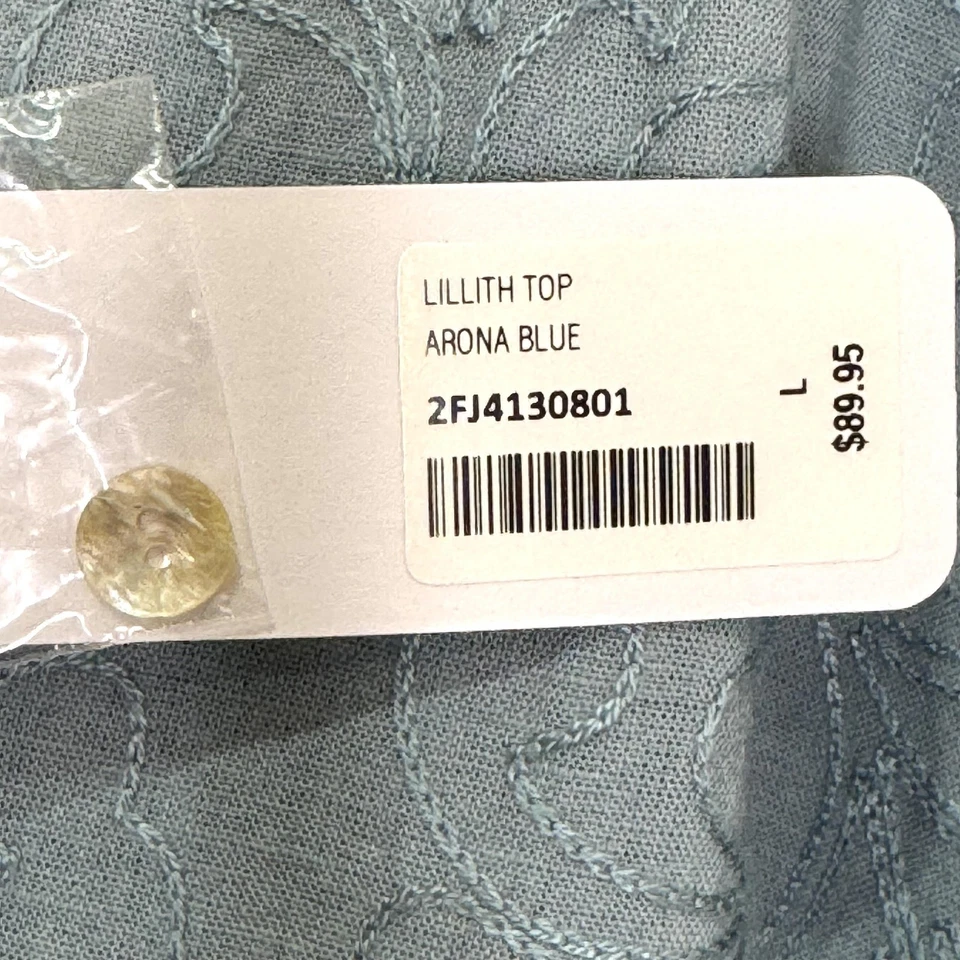 LILLITH TOP
ARONA BLUE
2FJ4130801
L
$89.95